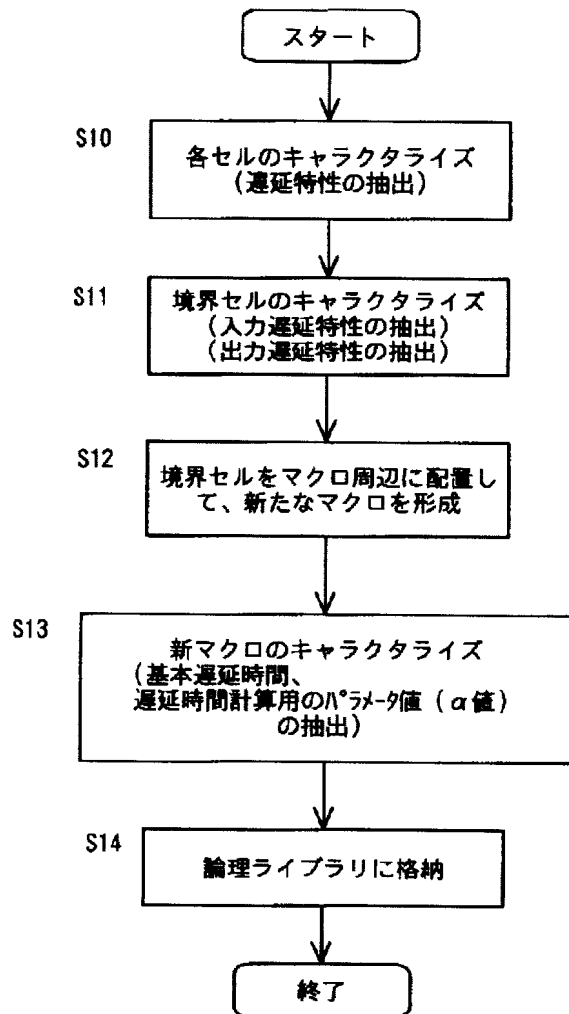 スタート
S10
各セルのキャラクタライズ
(遅延特性の抽出)
S11
境界セルのキャラクタライズ
(入力遅延特性の抽出)
(出力遅延特性の抽出)
S12
境界セルをマクロ周辺に配置し
て、新たなマクロを形成
S13
新マクロのキャラクタライズ
(基本遅延時間、
遅延時間計算用のパラメータ値 (α値)
の抽出)
S14
論理ライブラリに格納
終了